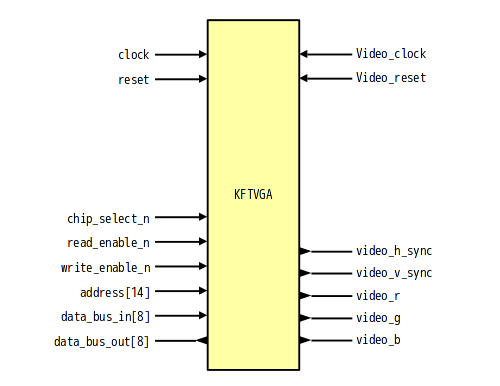 clock
reset
Video_clock
Video_reset
KFTVGA
chip_select_n
read_enable_n
write_enable_n
address[14]
data_bus_in[8]
data_bus_out[8]
video_h_sync
video_v_sync
video_r
video_g
video_b